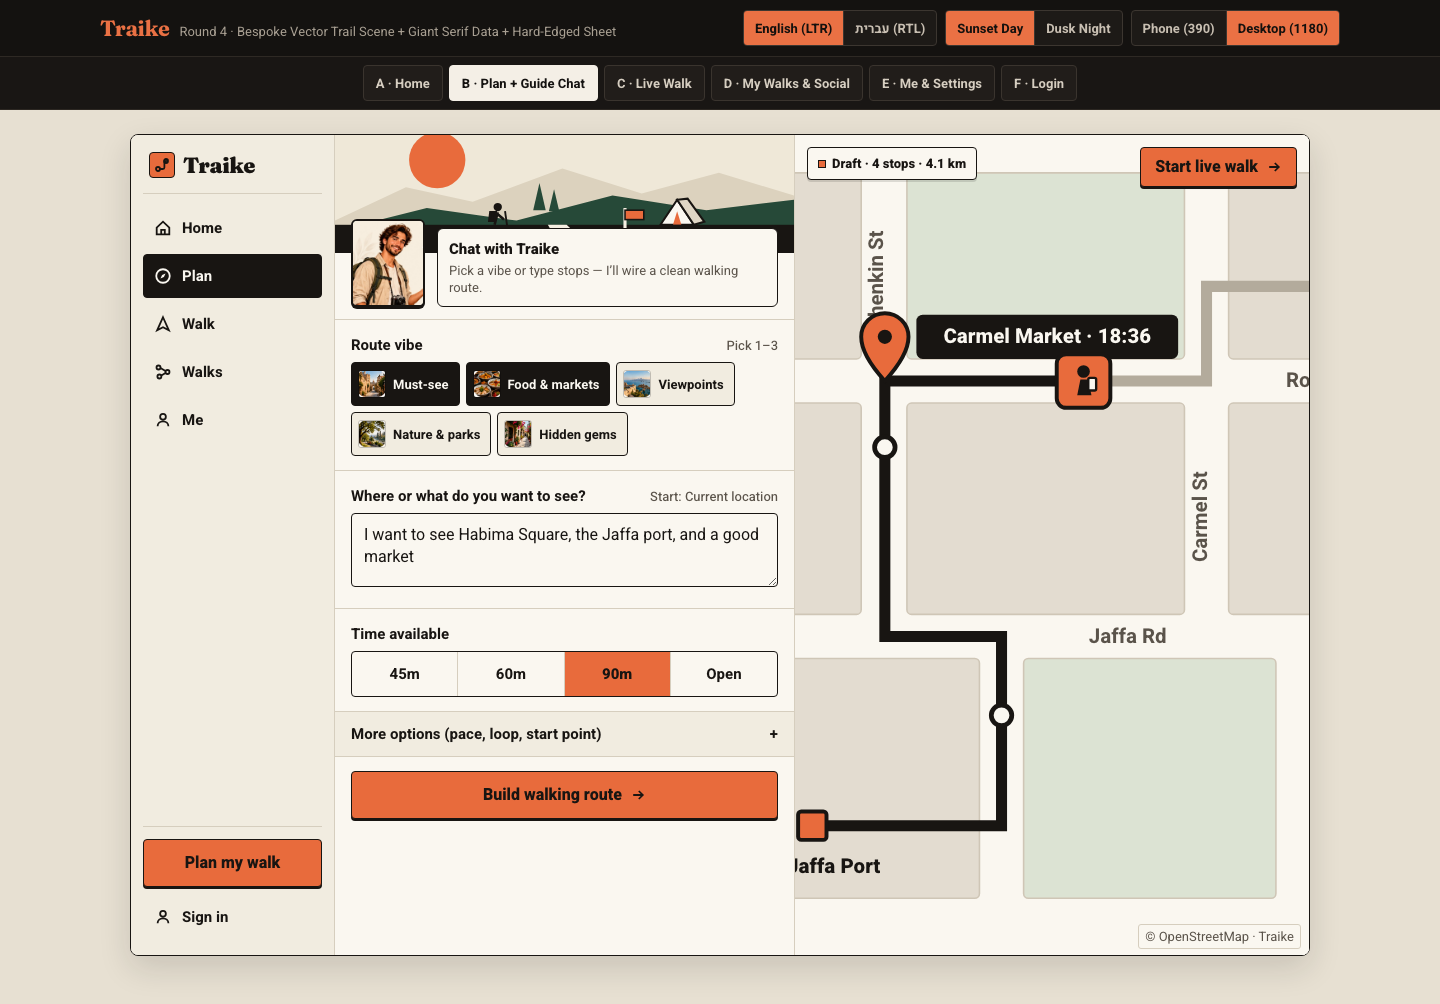 Traike Round 4 · Bespoke Vector Trail Scene + Giant Serif Data + Hard-Edged Sheet
English (LTR) עברית (RTL) Sunset Day Dusk Night Phone (390) Desktop (1180)
A · Home B · Plan + Guide Chat C · Live Walk D · My Walks & Social E · Me & Settings F · Login
Traike
Home
Plan
Walk
Walks
Me
Plan my walk
Sign in
Chat with Traike
Pick a vibe or type stops — I’ll wire a clean walking
route.
Route vibe Pick 1–3
Must-see Food & markets Viewpoints
Nature & parks Hidden gems
Where or what do you want to see? Start: Current location
I want to see Habima Square, the Jaffa port, and a good
market
Time available
45m 60m 90m Open
More options (pace, loop, start point) +
Build walking route →
Draft · 4 stops · 4.1 km
Start live walk →
henkin St
Carmel Market · 18:36
Ro
Carmel St
Jaffa Rd
Jaffa Port
© OpenStreetMap · Traike